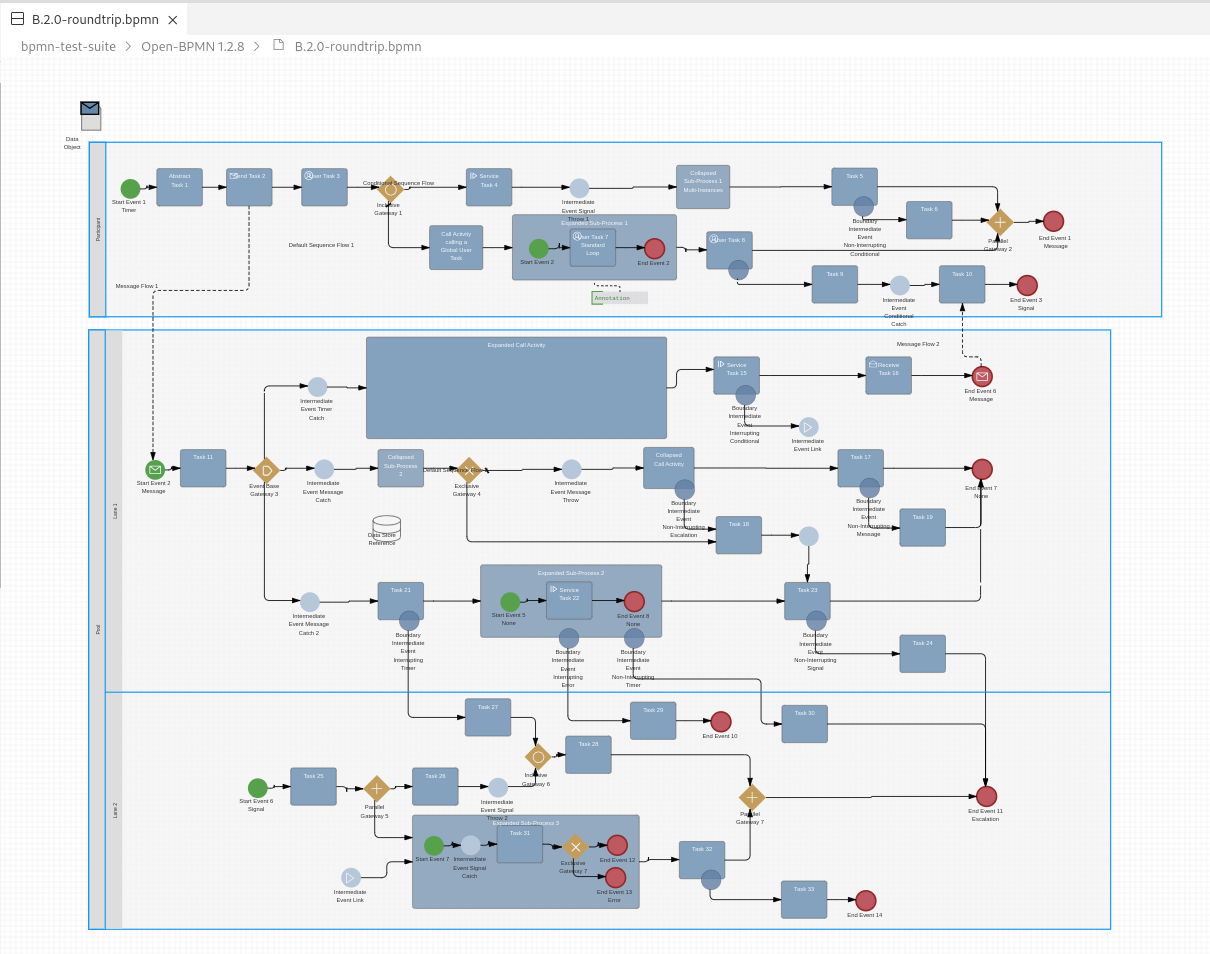 B.2.0-roundtrip.bpmn
bpmn-test-suite > Open-BPMN 1.2.8 > B.2.0-roundtrip.bpmn
Data
Object
Participant
Start Event 1
Timer
Abstract
Task 1
Send Task 2
User Task 3
Conditional Sequence Flow
Inclusive
Gateway 1
Service
Task 4
Intermediate
Event Signal
Throw 1
Collapsed
Sub-Process 1
Multi-Instances
Task 5
Boundary
Intermediate
Event
Non-Interrupting
Conditional
Task 6
Parallel
Gateway 2
End Event 1
Message
Default Sequence Flow 1
Call Activity
calling a
Global User
Task
Expanded Sub-Process 1
Start Event 2
User Task 7
Standard
Loop
End Event 2
User Task 8
Message Flow 1
Annotation
Task 9
Intermediate
Event
Conditional
Catch
Task 10
End Event 3
Signal
Message Flow 2
Pool
Lane 1
Expanded Call Activity
Intermediate
Event Timer
Catch
Service
Task 15
Boundary
Intermediate
Event
Interrupting
Conditional
Receive
Task 16
End Event 6
Message
Intermediate
Event Link
Start Event 2
Message
Task 11
Event Base
Gateway 3
Intermediate
Event Message
Catch
Collapsed
Sub-Process
2
Default Sequence Flow
Exclusive
Gateway 4
Intermediate
Event Message
Throw
Collapsed
Call Activity
Boundary
Intermediate
Event
Non-Interrupting
Escalation
Task 17
Boundary
Intermediate
Event
Non-Interrupting
Message
End Event 7
None
Data Store
Reference
Task 18
Task 19
Intermediate
Event Message
Catch 2
Task 21
Boundary
Intermediate
Event
Interrupting
Timer
Expanded Sub-Process 2
Start Event 5
None
Service
Task 22
End Event 8
None
Boundary
Intermediate
Event
Interrupting
Error
Boundary
Intermediate
Event
Non-Interrupting
Timer
Task 23
Boundary
Intermediate
Event
Non-Interrupting
Signal
Task 24
Lane 2
Task 27
Task 29
End Event 10
Task 30
Inclusive
Gateway 6
Task 28
Start Event 6
Signal
Task 25
Parallel
Gateway 5
Task 26
Intermediate
Event Signal
Throw 2
Parallel
Gateway 7
End Event 11
Escalation
Expanded Sub-Process 3
Start Event 7
Intermediate
Event Signal
Catch
Task 31
Exclusive
Gateway 7
End Event 12
End Event 13
Error
Intermediate
Event Link
Task 32
Task 33
End Event 14